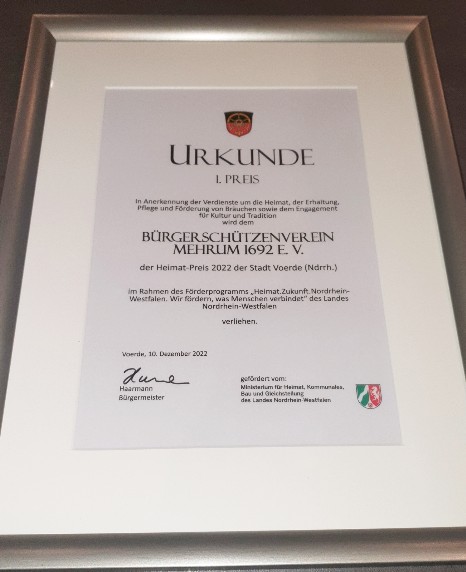 URKUNDE
1. PREIS
In Anerkennung der Verdienste um die Heimat, der Erhaltung,
Pflege und Förderung von Bräuchen sowie dem Engagement
für Kultur und Tradition
wird dem
BÜRGERSCHÜTZENVEREIN
MEHRUM 1692 E. V.
der Heimat-Preis 2022 der Stadt Voerde (Ndrrh.)
im Rahmen des Förderprogramms „Heimat.Zukunft.Nordrhein-
Westfalen. Wir fördern, was Menschen verbindet" des Landes
Nordrhein-Westfalen
verliehen.
Voerde, 10. Dezember 2022
Haarmann
Bürgermeister
gefördert vom:
Ministerium für Heimat, Kommunales,
Bau und Gleichstellung
des Landes Nordrhein-Westfalen